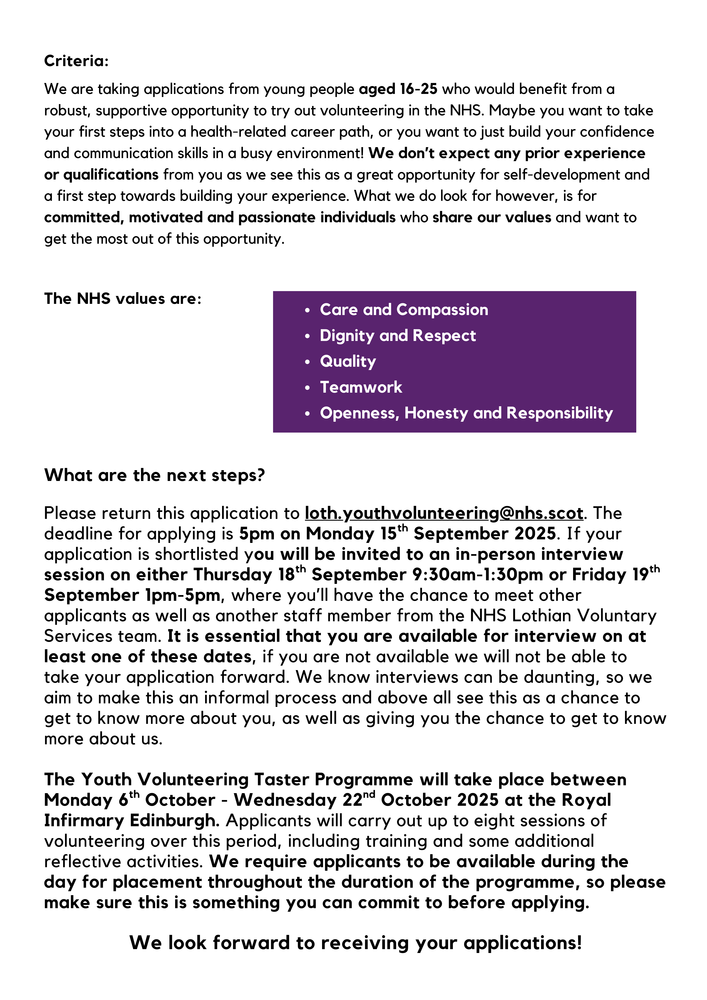 Criteria:
We are taking applications from young people aged 16-25 who would benefit from a
robust, supportive opportunity to try out volunteering in the NHS. Maybe you want to take
your first steps into a health-related career path, or you want to just build your confidence
and communication skills in a busy environment! We don’t expect any prior experience
or qualifications from you as we see this as a great opportunity for self-development and
a first step towards building your experience. What we do look for however, is for
committed, motivated and passionate individuals who share our values and want to
get the most out of this opportunity.
The NHS values are:
• Care and Compassion
• Dignity and Respect
• Quality
• Teamwork
• Openness, Honesty and Responsibility
What are the next steps?
Please return this application to loth.youthvolunteering@nhs.scot. The
deadline for applying is 5pm on Monday 15th September 2025. If your
application is shortlisted you will be invited to an in-person interview
session on either Thursday 18th September 9:30am-1:30pm or Friday 19th
September 1pm-5pm, where you’ll have the chance to meet other
applicants as well as another staff member from the NHS Lothian Voluntary
Services team. It is essential that you are available for interview on at
least one of these dates, if you are not available we will not be able to
take your application forward. We know interviews can be daunting, so we
aim to make this an informal process and above all see this as a chance to
get to know more about you, as well as giving you the chance to get to know
more about us.
The Youth Volunteering Taster Programme will take place between
Monday 6th October - Wednesday 22nd October 2025 at the Royal
Infirmary Edinburgh. Applicants will carry out up to eight sessions of
volunteering over this period, including training and some additional
reflective activities. We require applicants to be available during the
day for placement throughout the duration of the programme, so please
make sure this is something you can commit to before applying.
We look forward to receiving your applications!